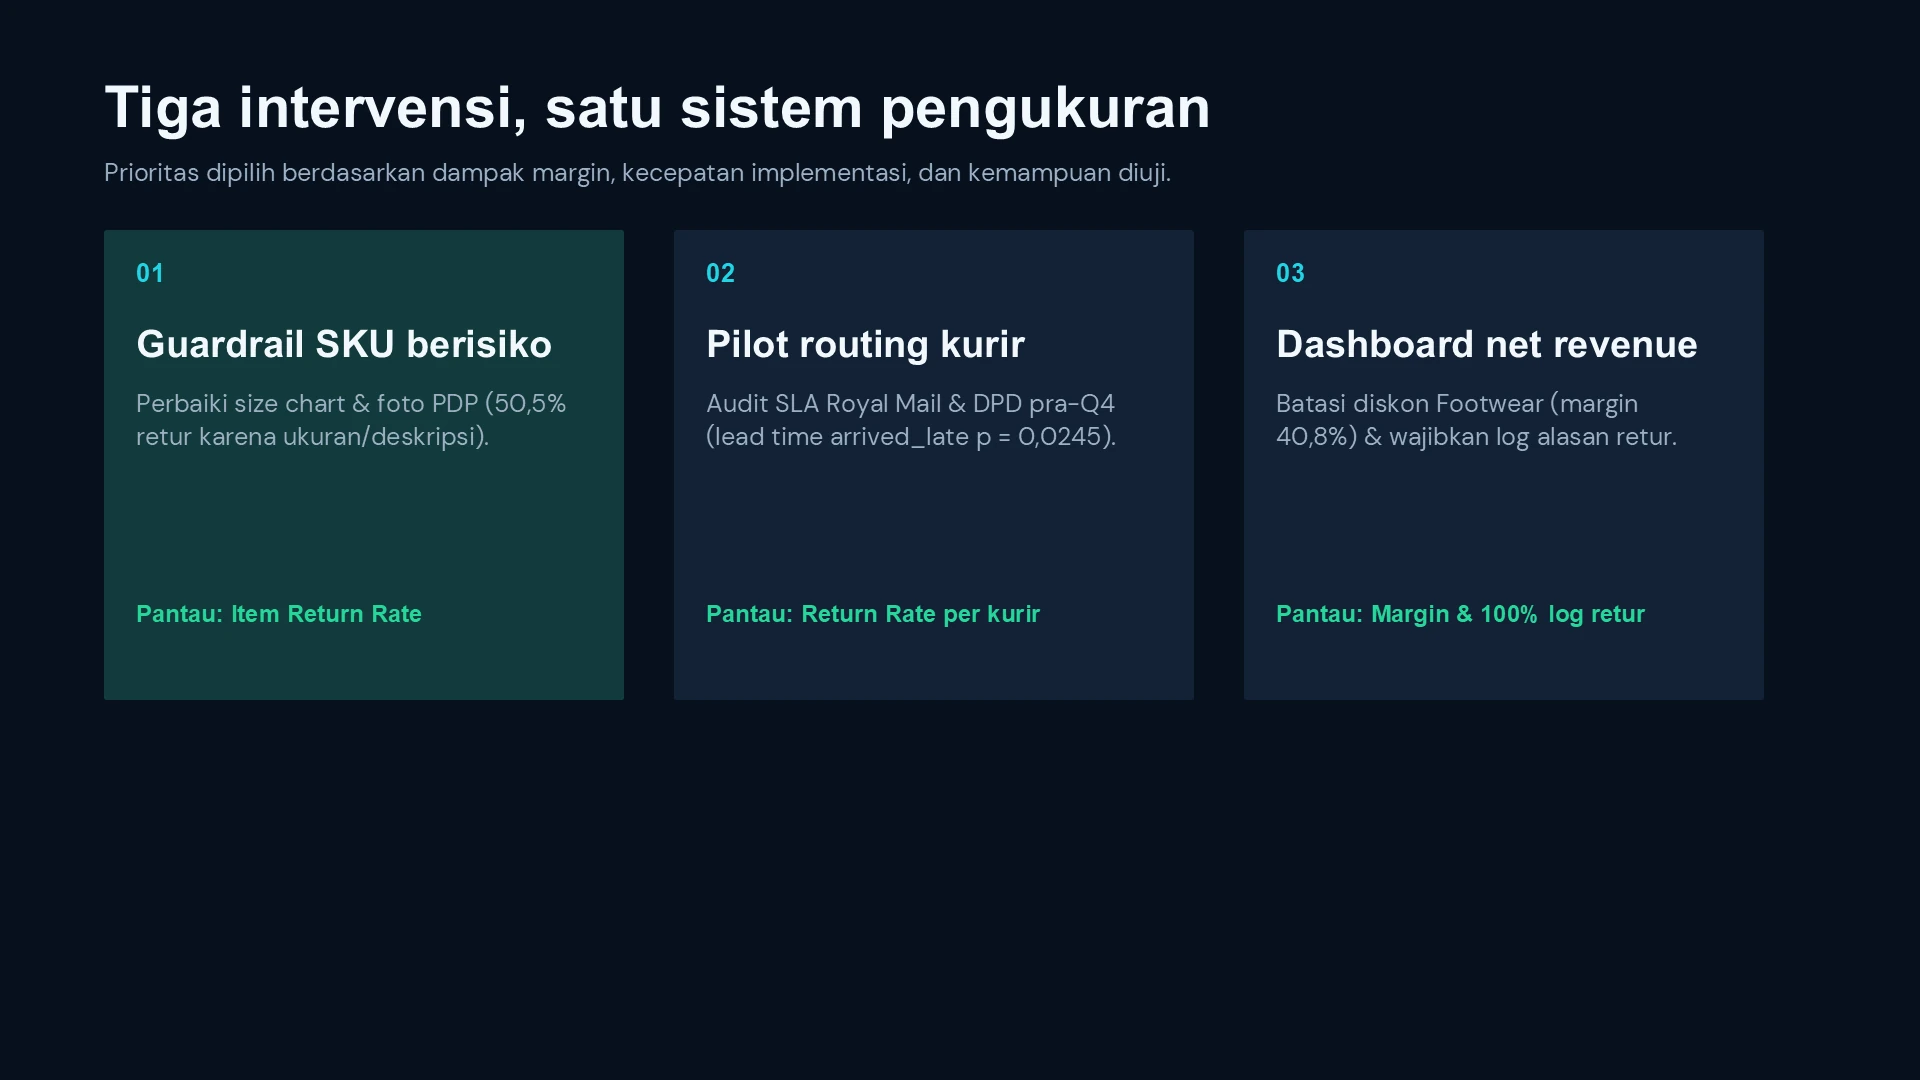 Tiga intervensi, satu sistem pengukuran
Prioritas dipilih berdasarkan dampak margin, kecepatan implementasi, dan kemampuan diuji.
01
Guardrail SKU berisiko
Perbaiki size chart & foto PDP (50,5%
retur karena ukuran/deskripsi).
Pantau: Item Return Rate
02
Pilot routing kurir
Audit SLA Royal Mail & DPD pra-Q4
(lead time arrived_late p = 0,0245).
Pantau: Return Rate per kurir
03
Dashboard net revenue
Batasi diskon Footwear (margin
40,8%) & wajibkan log alasan retur.
Pantau: Margin & 100% log retur